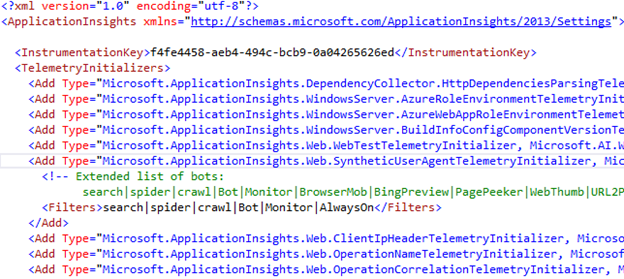 <?xml version="1.0" encoding="utf-8"?>
<ApplicationInsights xmlns="http://schemas.microsoft.com/ApplicationInsights/2013/Settings">
<InstrumentationKey>f4fe4458-aeb4-494c-bcb9-0a04265626ed</InstrumentationKey>
<TelemetryInitializers>
<Add Type="Microsoft.ApplicationInsights.DependencyCollector.HttpDependenciesParsingTele
<Add Type="Microsoft.ApplicationInsights.WindowsServer.AzureRoleEnvironmentTelemetryInit
<Add Type="Microsoft.ApplicationInsights.WindowsServer.AzureWebAppRoleEnvironmentTelemet
<Add Type="Microsoft.ApplicationInsights.WindowsServer.BuildInfoConfigComponentVersionTe
<Add Type="Microsoft.ApplicationInsights.Web.WebTestTelemetryInitializer, Microsoft.AI.W
<Add Type="Microsoft.ApplicationInsights.Web.SyntheticUserAgentTelemetryInitializer, Mic
<!-- Extended list of bots:
search|spider|crawl|Bot|Monitor|BrowserMob|BingPreview|PagePeeker|WebThumb|URL2P
<Filters>search|spider|crawl|Bot|Monitor|AlwaysOn</Filters>
</Add>
<Add Type="Microsoft.ApplicationInsights.Web.ClientIpHeaderTelemetryInitializer, Microso
<Add Type="Microsoft.ApplicationInsights.Web.OperationNameTelemetryInitializer, Microsof
<Add Type="Microsoft.ApplicationInsights.Web.OperationCorrelationTelemetryInitializer, M